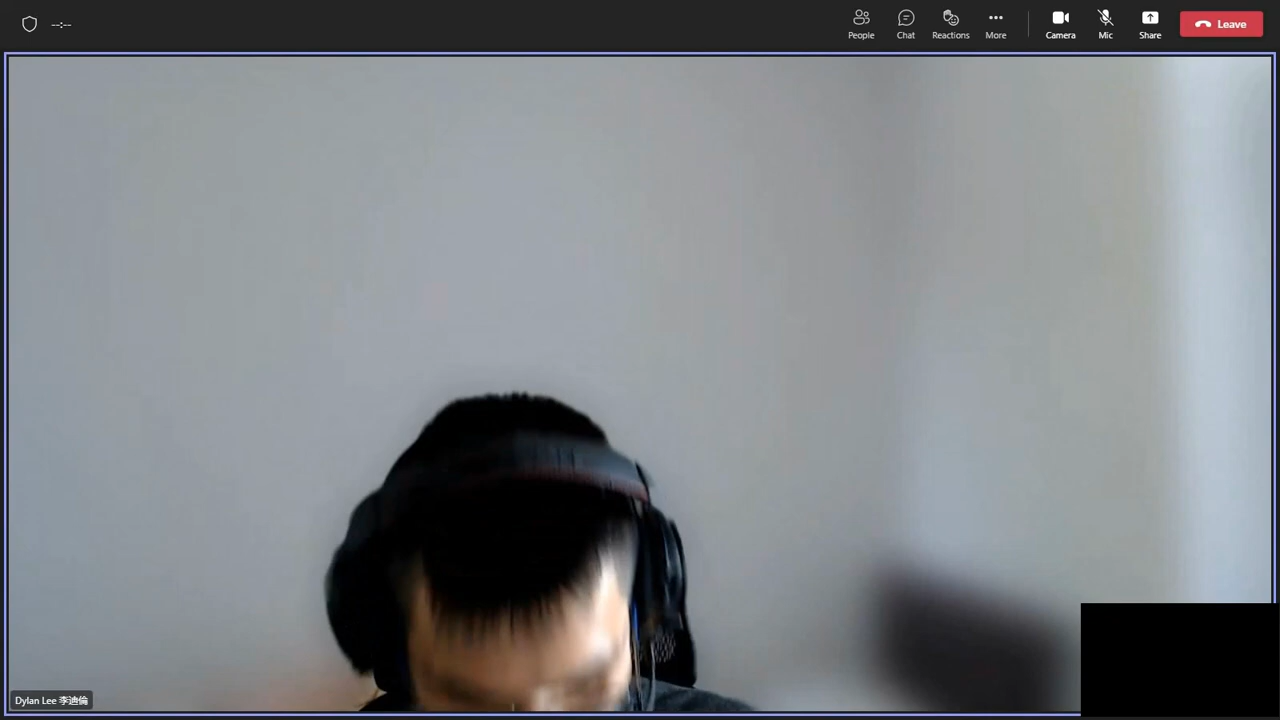 --:--
People
Chat
Reactions
More
Camera
Mic
Share
Leave
Dylan Lee 李迪倫